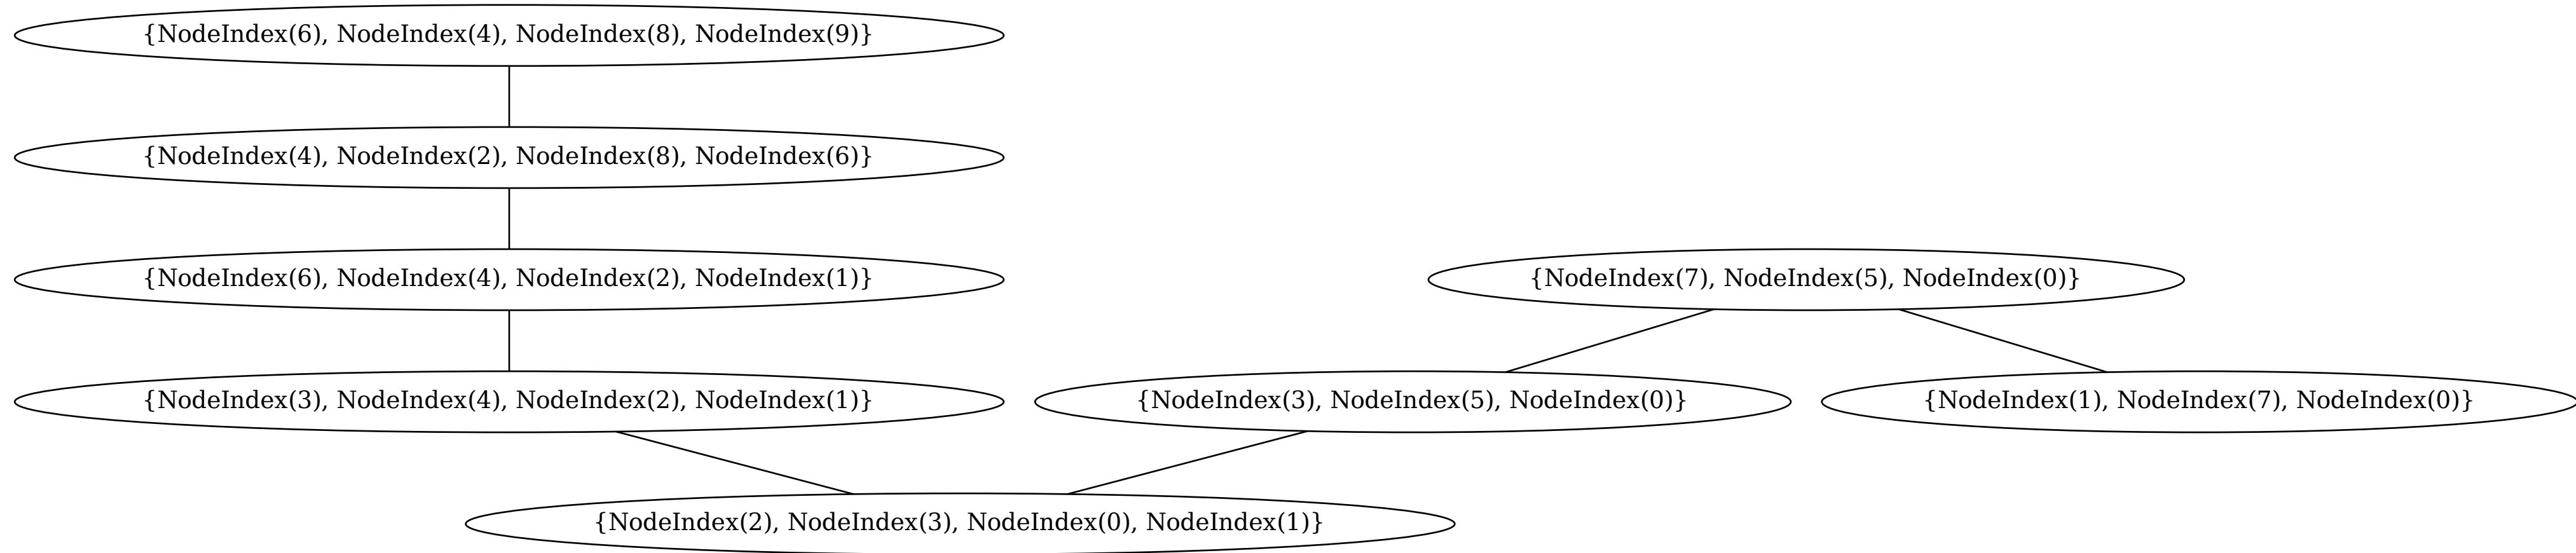 {NodeIndex(6), NodeIndex(4), NodeIndex(8), NodeIndex(9)}
{NodeIndex(4), NodeIndex(2), NodeIndex(8), NodeIndex(6)}
{NodeIndex(6), NodeIndex(4), NodeIndex(2), NodeIndex(1)}
{NodeIndex(7), NodeIndex(5), NodeIndex(0)}
{NodeIndex(3), NodeIndex(4), NodeIndex(2), NodeIndex(1)}
{NodeIndex(3), NodeIndex(5), NodeIndex(0)}
{NodeIndex(1), NodeIndex(7), NodeIndex(0)}
{NodeIndex(2), NodeIndex(3), NodeIndex(0), NodeIndex(1)}